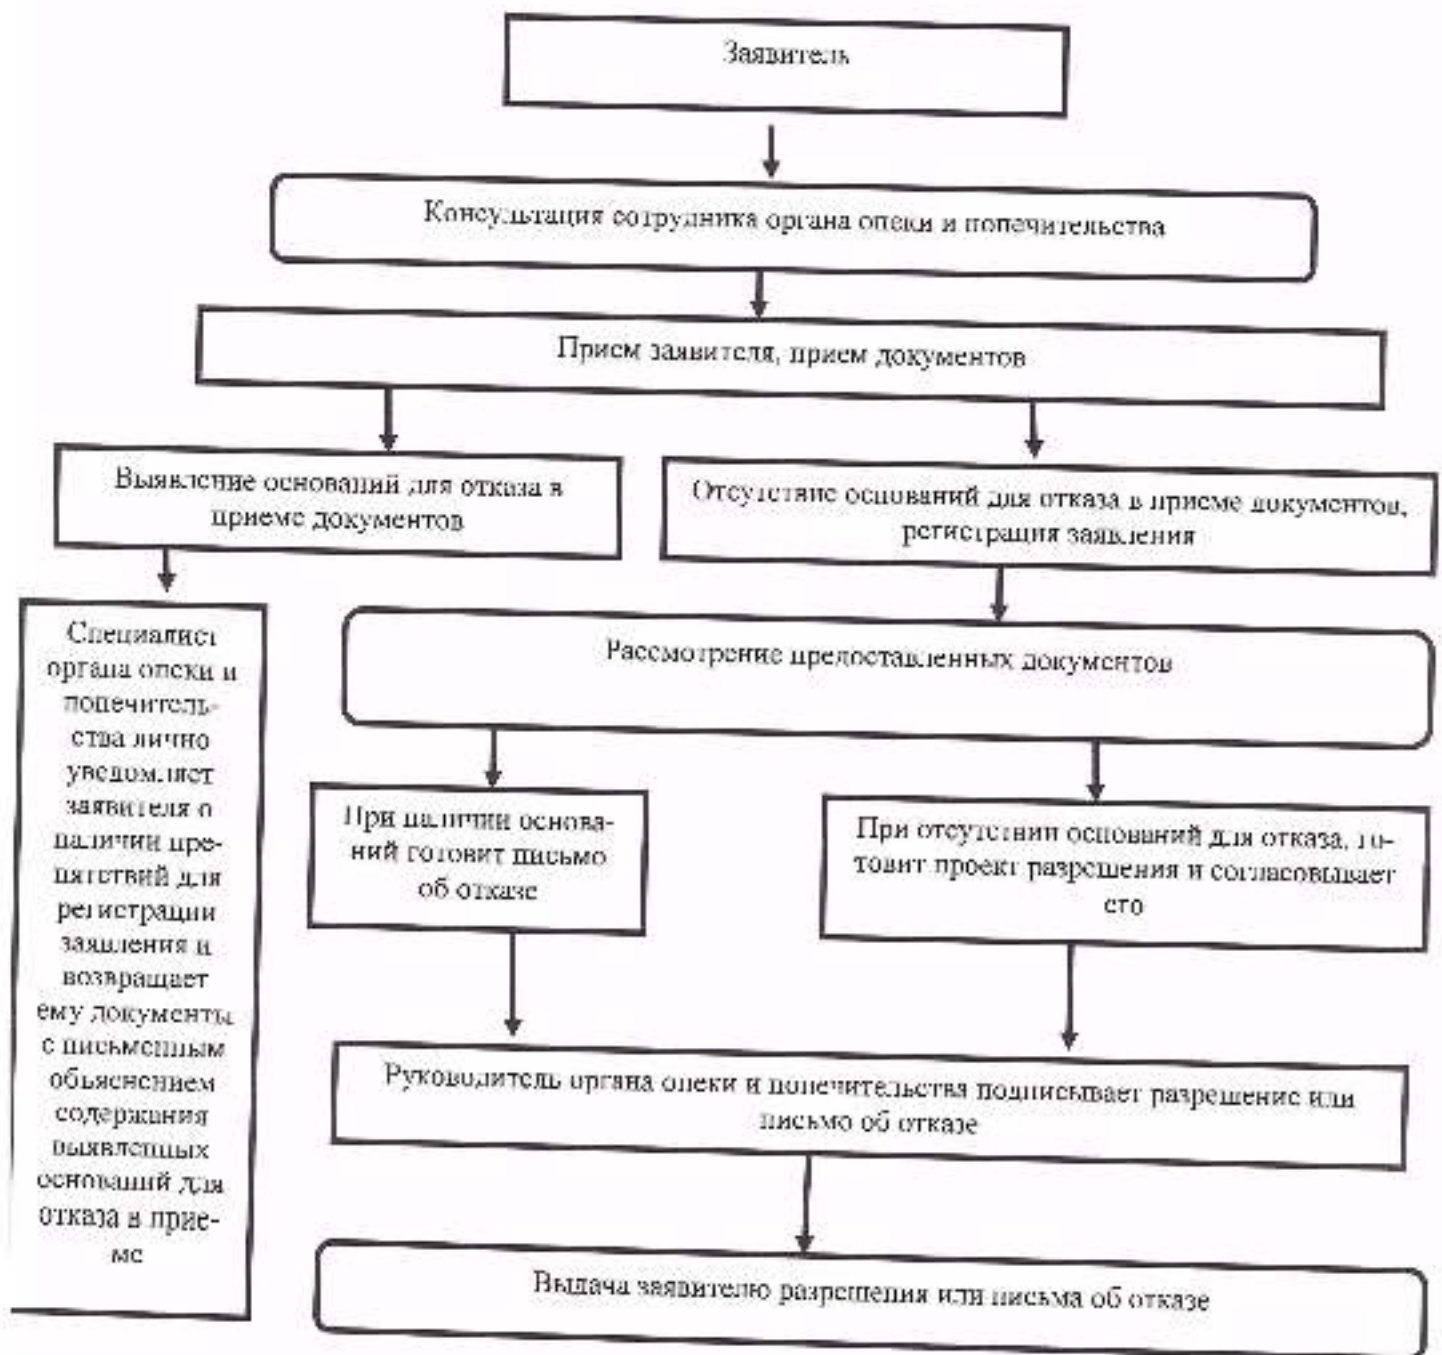 Заявитель
Консультация сотрудника органа опеки и попечительства
Прием заявителя, прием документов
Выявление оснований для отказа в
приеме документов
Отсутствие оснований для отказа в приеме документов,
регистрация заявления
Специалист
органа опеки и
попечитель-
ства лично
уведомляет
заявителя о
наличии пре-
пятствий для
регистрации
заявления и
возвращает
ему документы
с письменным
объяснением
содержания
выявленных
оснований для
отказа в прие-
ме
Рассмотрение предоставленных документов
При наличии основа-
ний готовит письмо
об отказе
При отсутствии оснований для отказа, го-
товит проект разрешения и согласовывает
его
Руководитель органа опеки и попечительства подписывает разрешение или
письмо об отказе
Выдача заявителю разрешения или письма об отказе